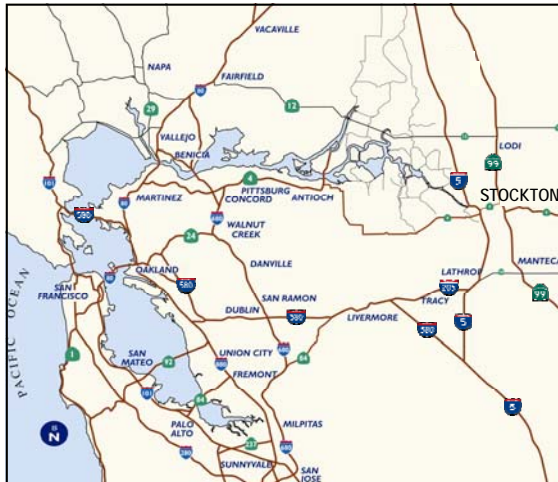 VACAVILLE
NAPA
FAIRFIELD
80
29
12
VALLEJO
BENICIA
LODI
99
5
101
4
MARTINEZ
PITTSBURG
CONCORD
ANTIOCH
STOCKTON
580
80
680
WALNUT
CREEK
24
OAKLAND
DANVILLE
LATHROP
MANTECA
SAN
FRANCISCO
580
SAN RAMON
205
TRACY
99
DUBLIN
580
LIVERMORE
580
5
PACIFIC OCEAN
1
SAN
MATEO
92
UNION CITY
880
680
84
FREMONT
101
84
5
N
PALO
ALTO
MILPITAS
237
280
680
SUNNYVALE
SAN
JOSE